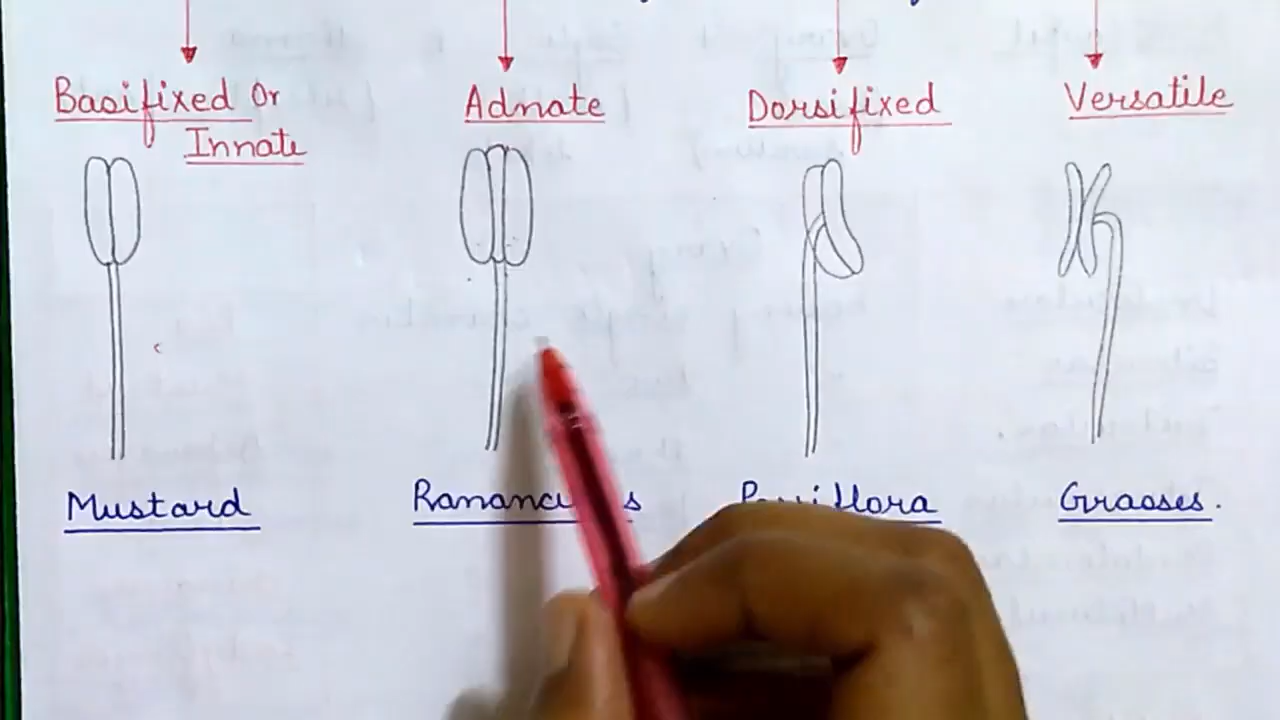 Basifixed Or
Innate
Adnate
Dorsifixed
Versatile
Mustard
Grasses.